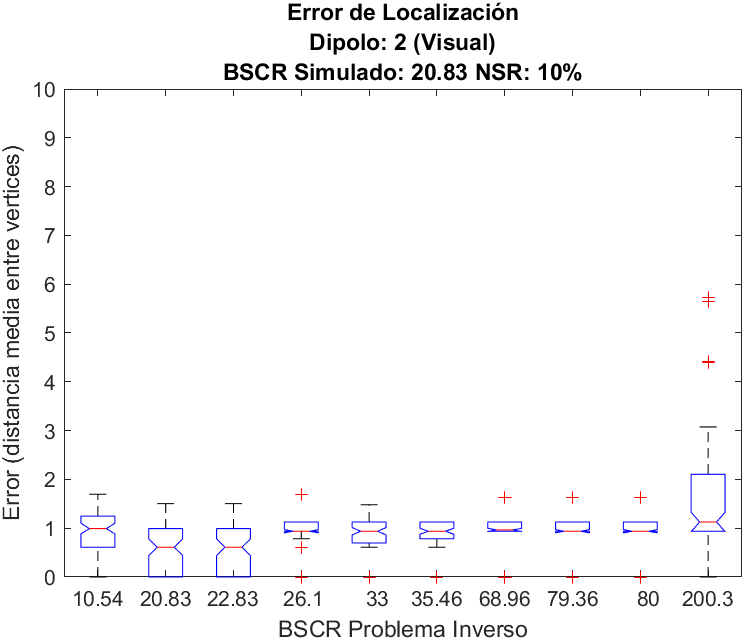 Error de Localización
Dipolo: 2 (Visual)
BSCR Simulado: 20.83 NSR: 10%
Error (distancia media entre vertices)
10
9
8
7
6
5
4
3
2
1
0
10.54 20.83 22.83 26.1 33 35.46 68.96 79.36 80 200.3
BSCR Problema Inverso